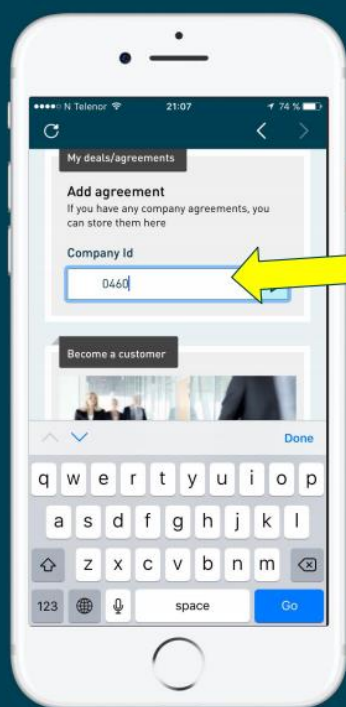 N Telenor 21:07 74 %
My deals/agreements
Add agreement
If you have any company agreements, you
can store them here
Company Id
0460
Become a customer
Done
q w e r t y u i o p
a s d f g h j k l
z x c v b n m
123 space Go